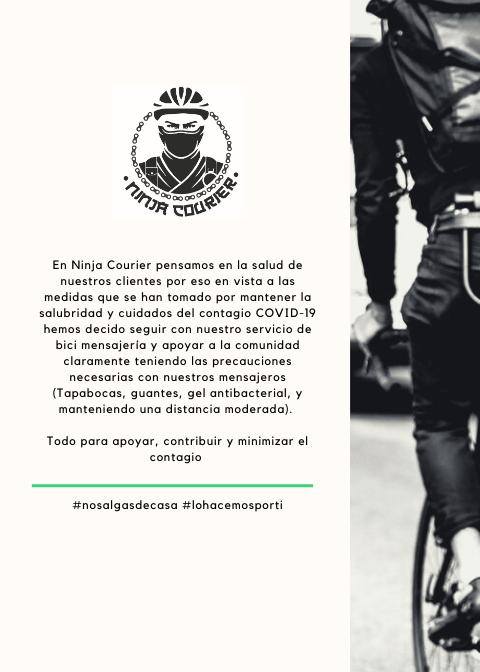 NINJA COURIER
En Ninja Courier pensamos en la salud de
nuestros clientes por eso en vista a las
medidas que se han tomado por mantener la
salubridad y cuidados del contagio COVID-19
hemos decido seguir con nuestro servicio de
bici mensajería y apoyar a la comunidad
claramente teniendo las precauciones
necesarias con nuestros mensajeros
(Tapabocas, guantes, gel antibacterial, y
manteniendo una distancia moderada).
Todo para apoyar, contribuir y minimizar el
contagio
#nosalgasdecasa #lohacemosporti